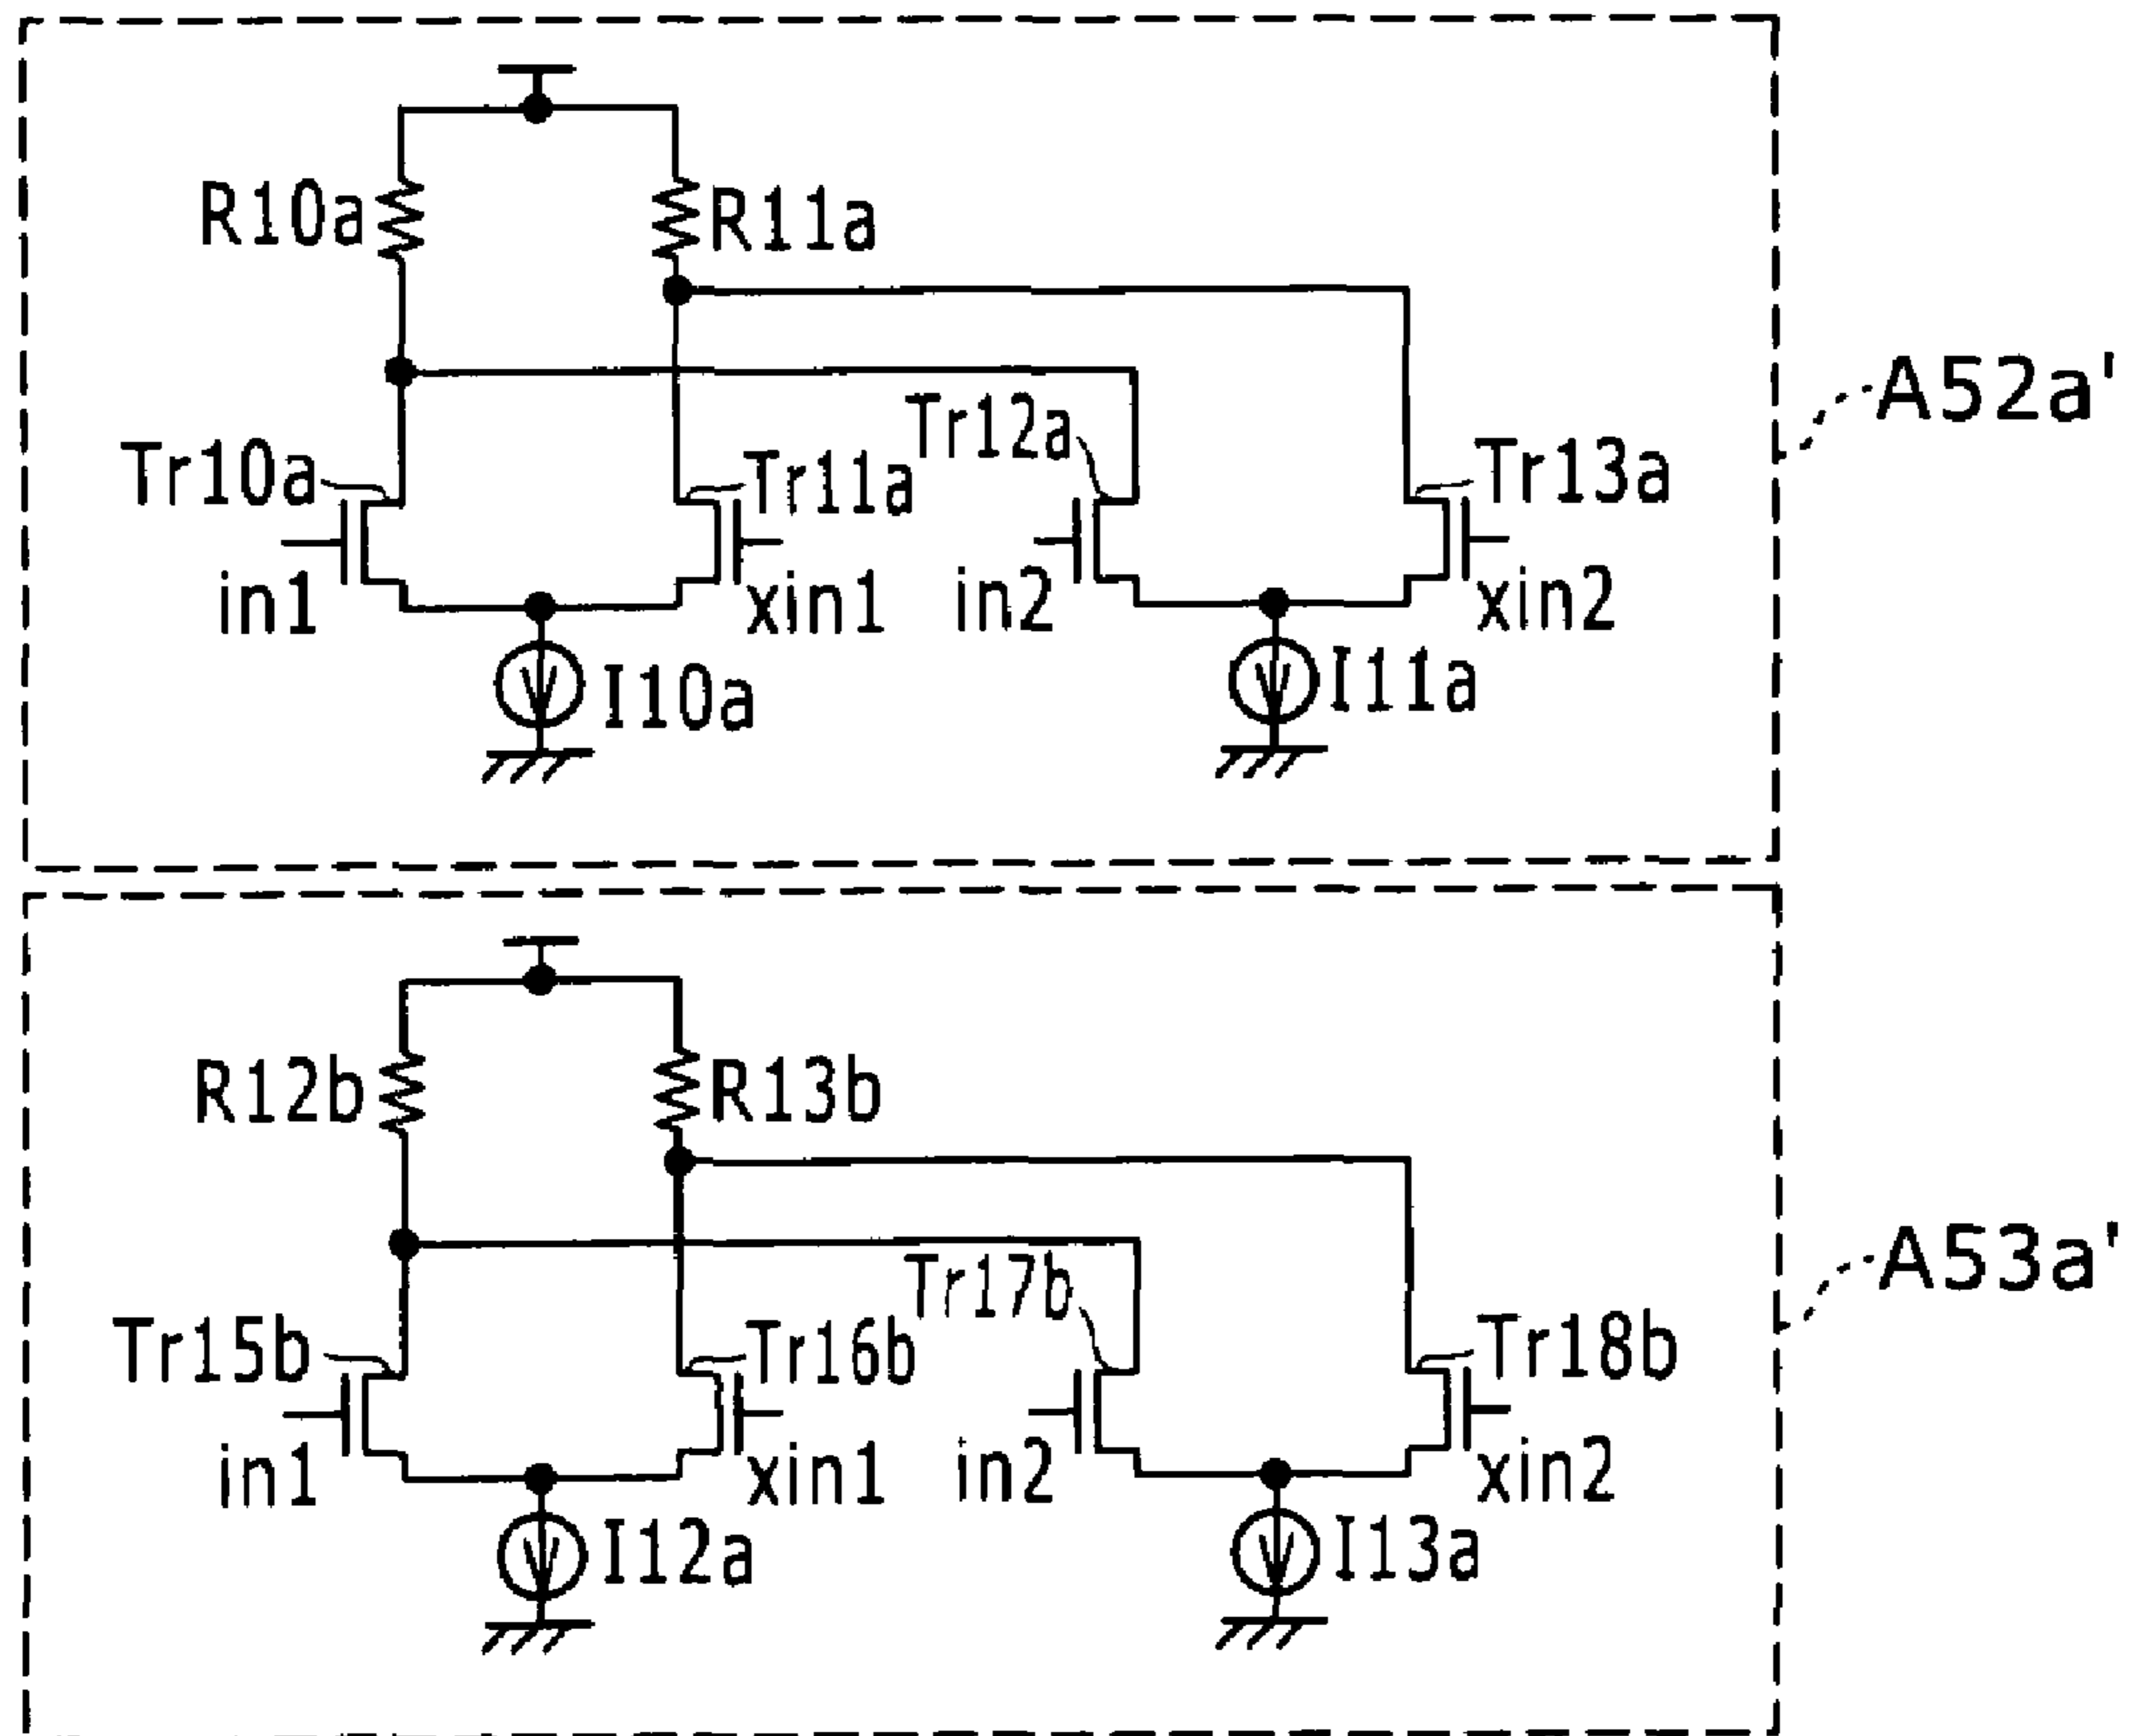 R10a
R11a
A52a'
Tr10a
Tr11a
Tr12a
Tr13a
in1
xin1
in2
xin2
I10a
I11a
R12b
R13b
A53a'
Tr15b
Tr16b
Tr17b
Tr18b
in1
xin1
in2
xin2
I12a
I13a